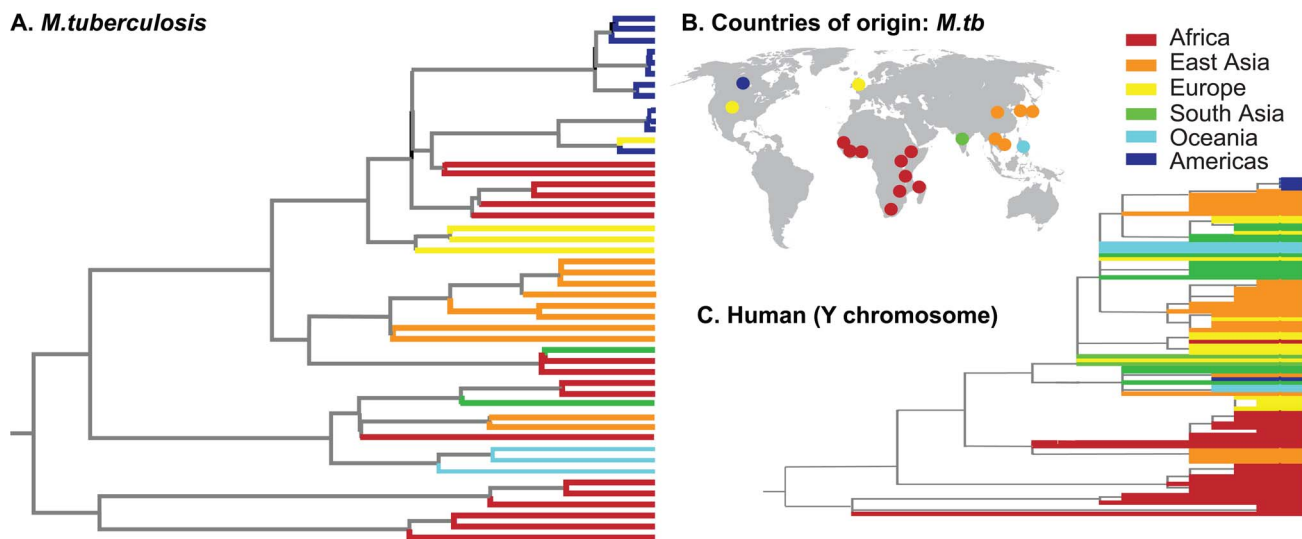 A. M.tuberculosis
B. Countries of origin: M.tb
Africa
East Asia
Europe
South Asia
Oceania
Americas
C. Human (Y chromosome)